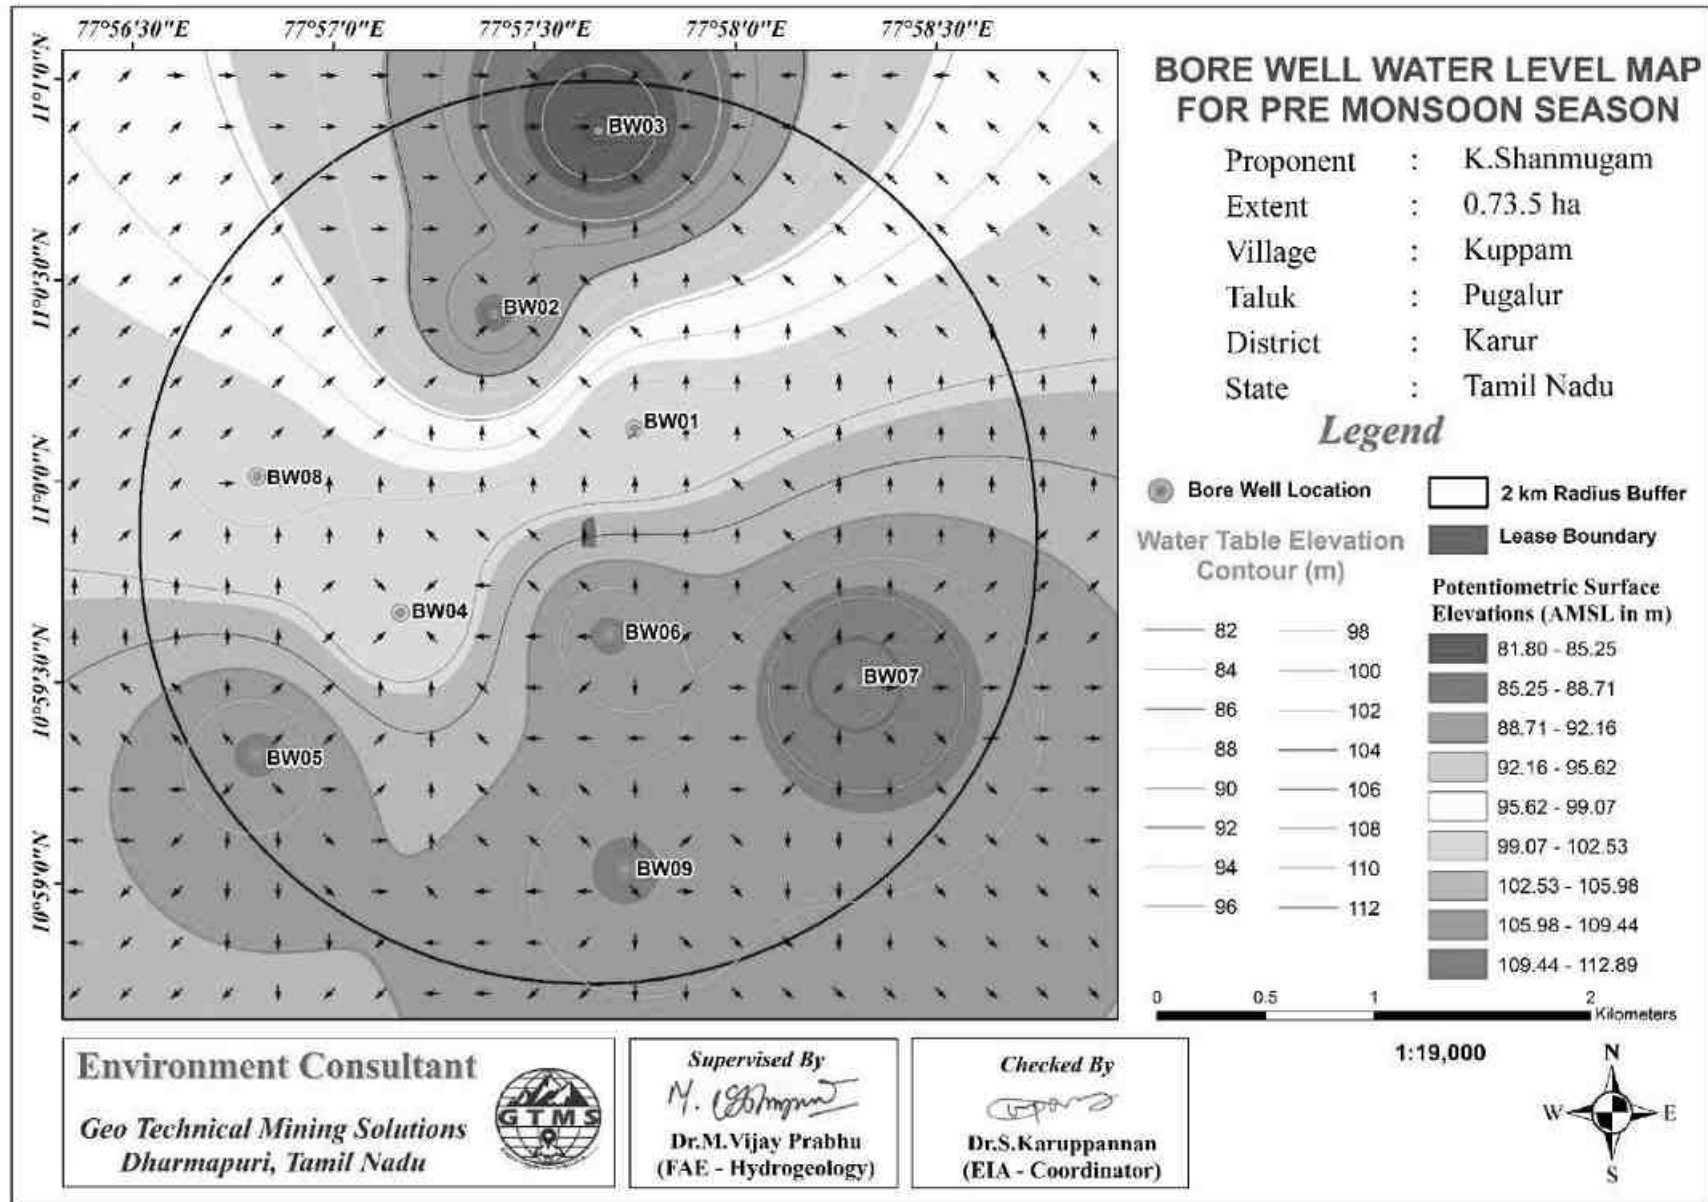 77°56'30"E
77°57'0"E
77°57'30"E
77°58'0"E
77°58'30"E
11°1'0"N
11°0'30"N
11°0'0"N
10°59'30"N
10°59'0"N
BW03
BW02
BW01
BW08
BW04
BW06
BW07
BW05
BW09
BORE WELL WATER LEVEL MAP
FOR PRE MONSOON SEASON
Proponent : K.Shanmugam
Extent : 0.73.5 ha
Village : Kuppam
Taluk : Pugalur
District : Karur
State : Tamil Nadu
Legend
Bore Well Location
2 km Radius Buffer
Lease Boundary
Water Table Elevation
Contour (m)
82
84
86
88
90
92
94
96
98
100
102
104
106
108
110
112
Potentiometric Surface
Elevations (AMSL in m)
81.80 - 85.25
85.25 - 88.71
88.71 - 92.16
92.16 - 95.62
95.62 - 99.07
99.07 - 102.53
102.53 - 105.98
105.98 - 109.44
109.44 - 112.89
0 0.5 1 2
Kilometers
1:19,000
N
W E
S
Environment Consultant
Geo Technical Mining Solutions
Dharmapuri, Tamil Nadu
GTMS
Supervised By
Dr.M.Vijay Prabhu
(FAE - Hydrogeology)
Checked By
Dr.S.Karuppannan
(EIA - Coordinator)